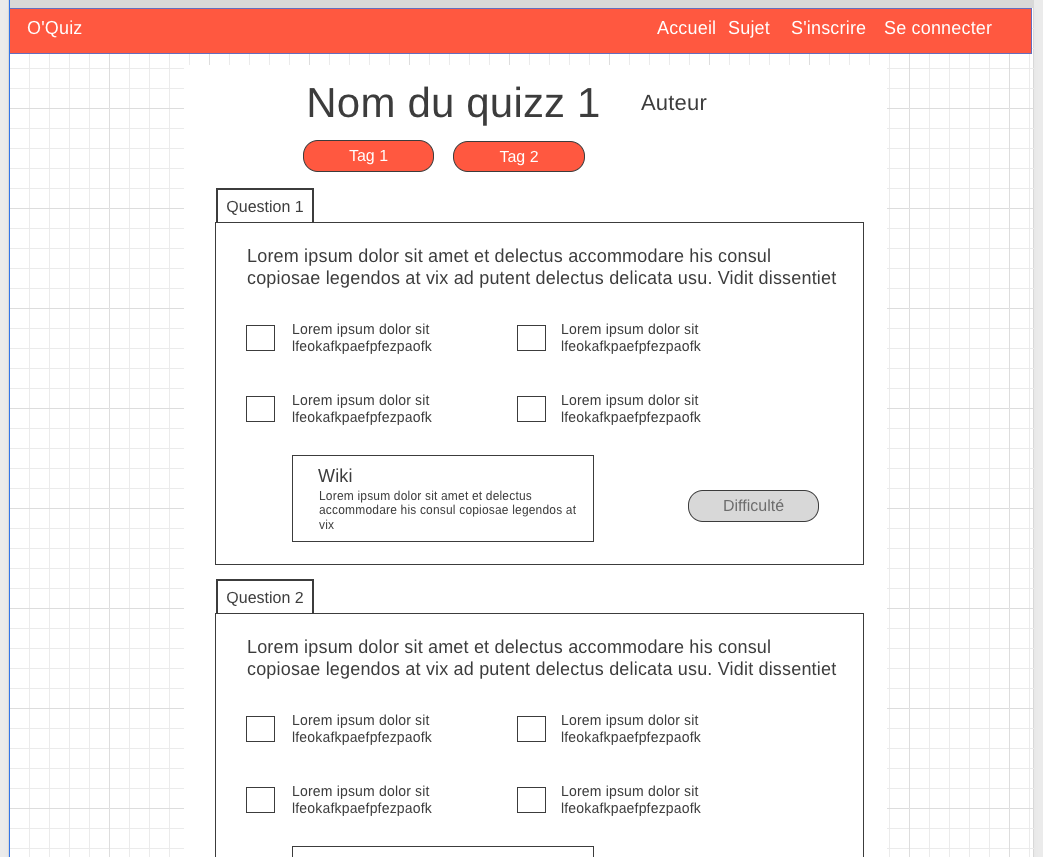 O'Quiz Accueil Sujet S'inscrire Se connecter
Nom du quizz 1 Auteur
Tag 1 Tag 2
Question 1
Lorem ipsum dolor sit amet et delectus accommodare his consul
copiosae legendos at vix ad putent delectus delicata usu. Vidit dissentiet
Lorem ipsum dolor sit
lfeokafkpaefpfezpaofk
Lorem ipsum dolor sit
lfeokafkpaefpfezpaofk
Lorem ipsum dolor sit
lfeokafkpaefpfezpaofk
Lorem ipsum dolor sit
lfeokafkpaefpfezpaofk
Wiki
Lorem ipsum dolor sit amet et delectus
accommodare his consul copiosae legendos at
vix
Difficulté
Question 2
Lorem ipsum dolor sit amet et delectus accommodare his consul
copiosae legendos at vix ad putent delectus delicata usu. Vidit dissentiet
Lorem ipsum dolor sit
lfeokafkpaefpfezpaofk
Lorem ipsum dolor sit
lfeokafkpaefpfezpaofk
Lorem ipsum dolor sit
lfeokafkpaefpfezpaofk
Lorem ipsum dolor sit
lfeokafkpaefpfezpaofk